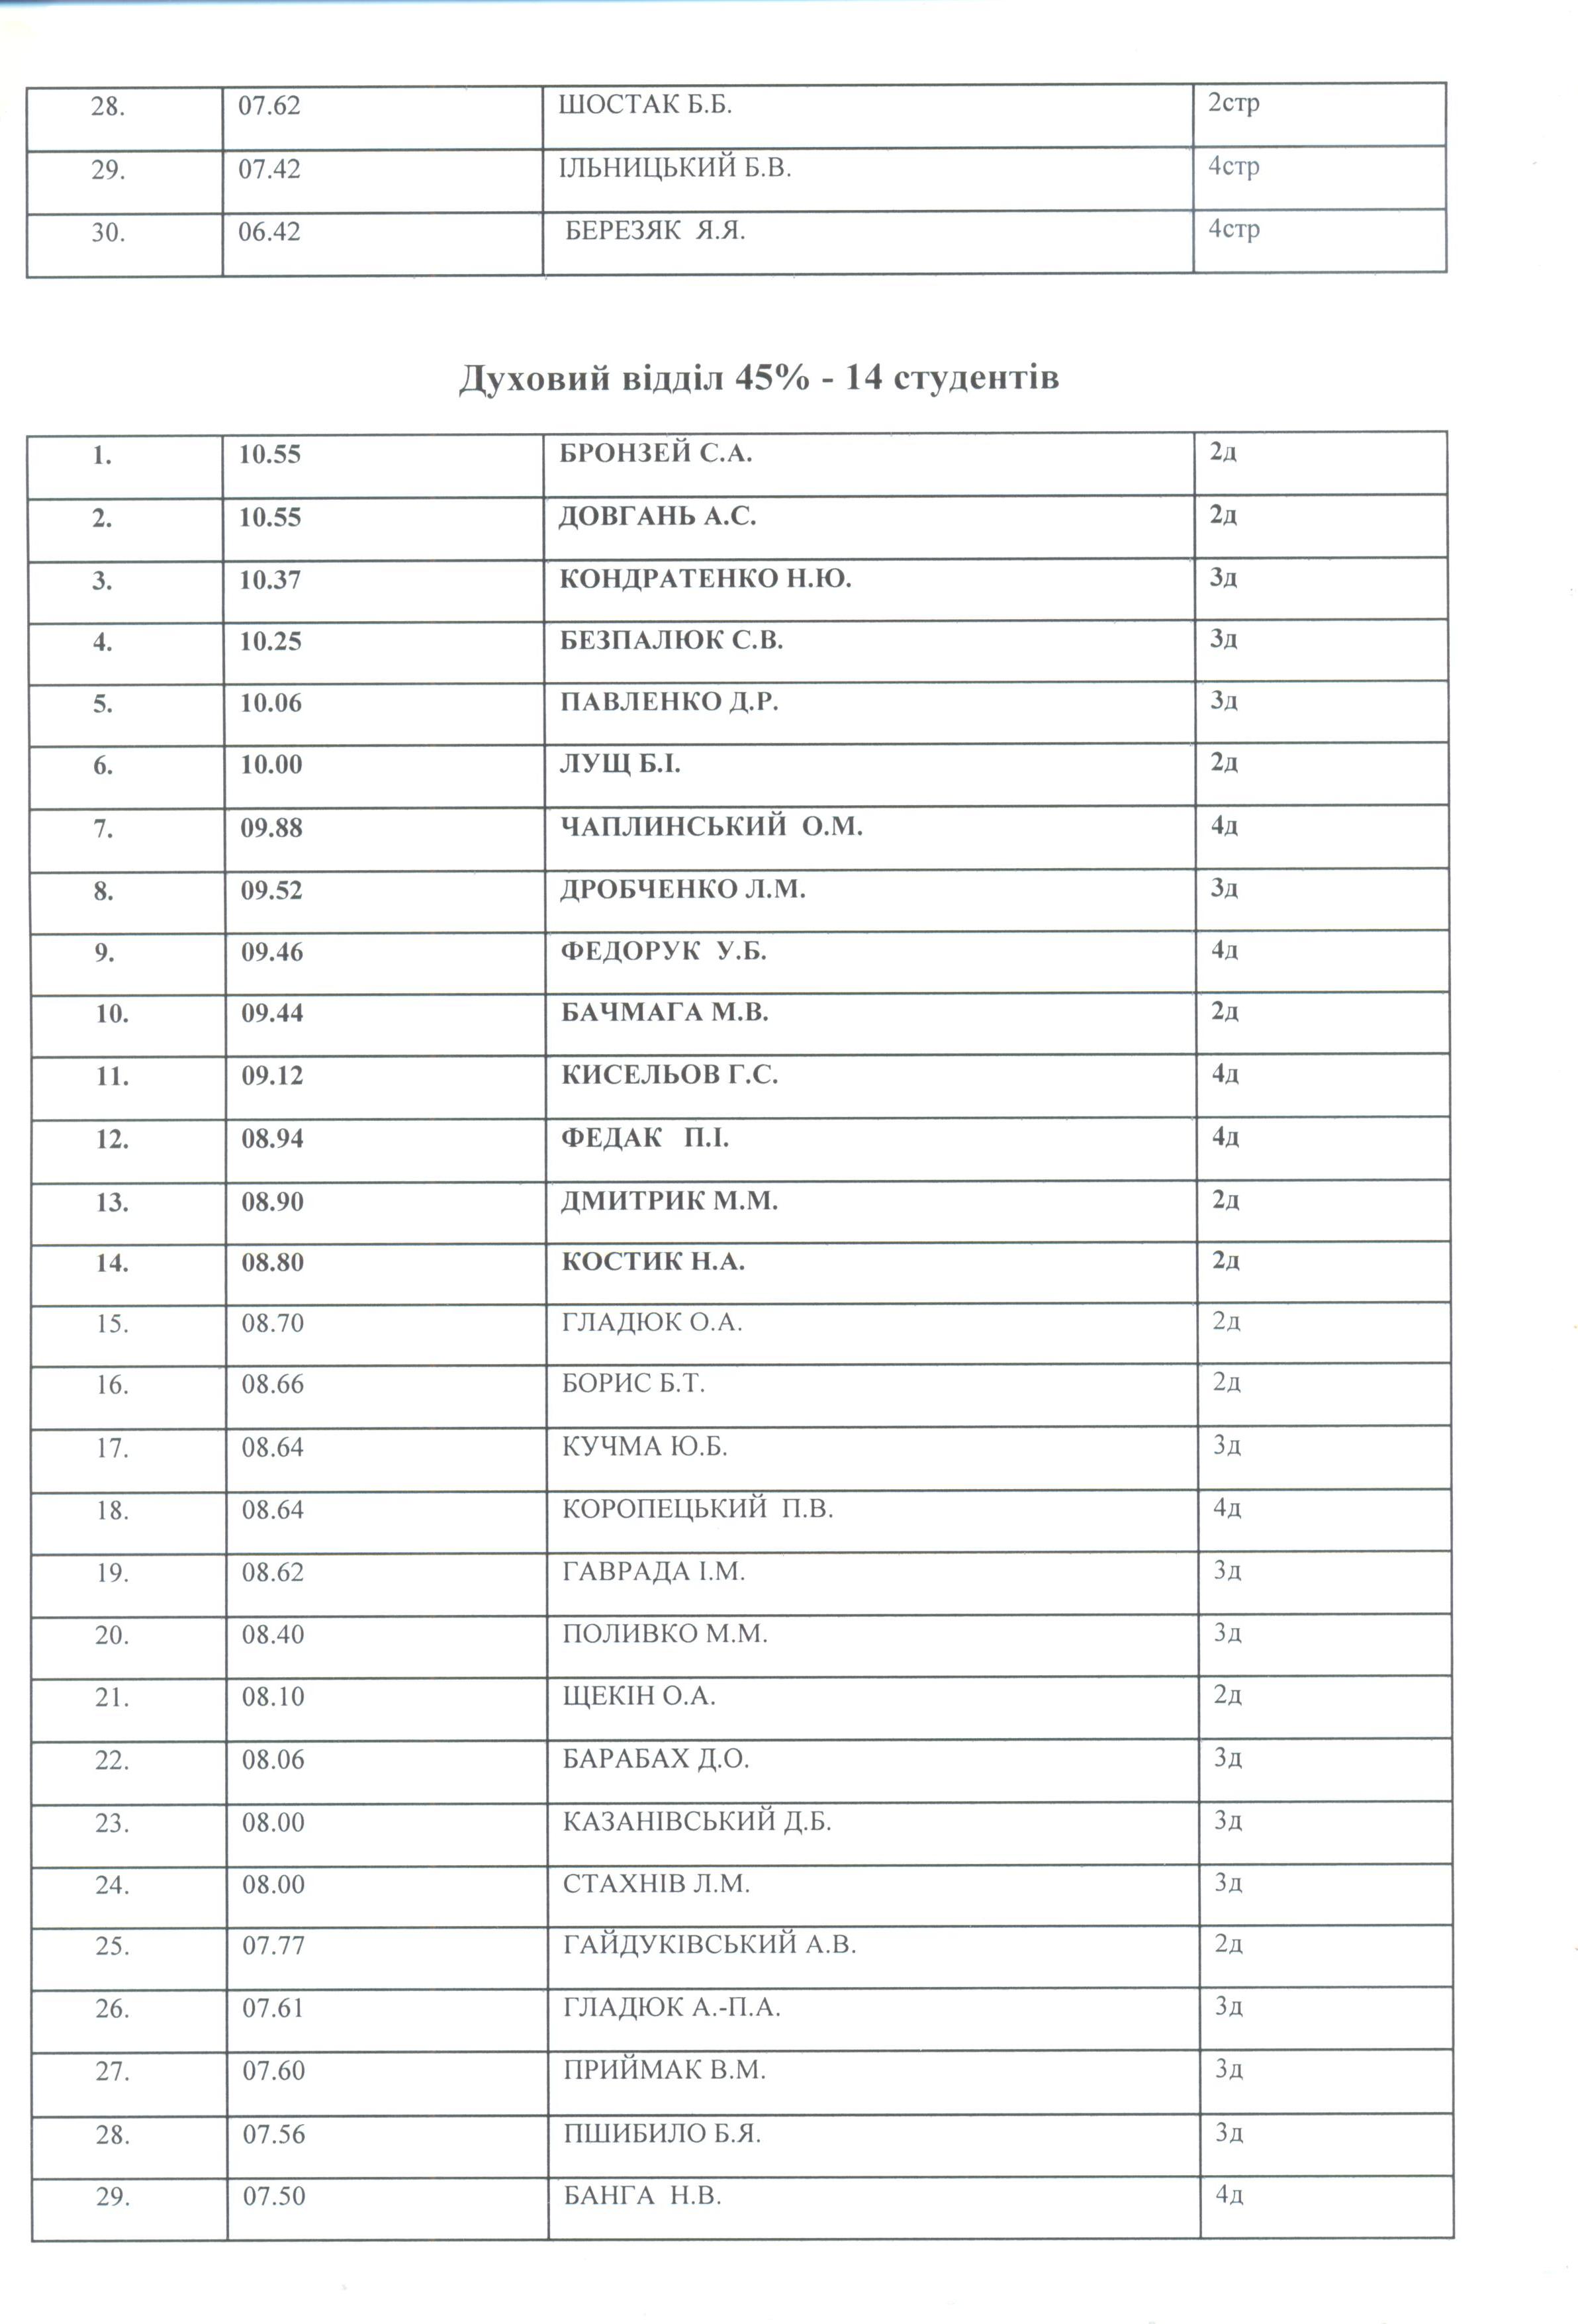 28. 07.62 ШОСТАК Б.Б. 2стр
29. 07.42 ІЛЬНИЦЬКИЙ Б.В. 4стр
30. 06.42 БЕРЕЗЯК Я.Я. 4стр
Духовий відділ 45% - 14 студентів
1. 10.55 БРОНЗЕЙ С.А. 2д
2. 10.55 ДОВГАНЬ А.С. 2д
3. 10.37 КОНДРАТЕНКО Н.Ю. 3д
4. 10.25 БЕЗПАЛЮК С.В. 3д
5. 10.06 ПАВЛЕНКО Д.Р. 3д
6. 10.00 ЛУЩ Б.І. 2д
7. 09.88 ЧАПЛИНСЬКИЙ О.М. 4д
8. 09.52 ДРОБЧЕНКО Л.М. 3д
9. 09.46 ФЕДОРУК У.Б. 4д
10. 09.44 БАЧМАГА М.В. 2д
11. 09.12 КИСЕЛЬОВ Г.С. 4д
12. 08.94 ФЕДАК П.І. 4д
13. 08.90 ДМИТРИК М.М. 2д
14. 08.80 КОСТИК Н.А. 2д
15. 08.70 ГЛАДЮК О.А. 2д
16. 08.66 БОРИС Б.Т. 2д
17. 08.64 КУЧМА Ю.Б. 3д
18. 08.64 КОРОПЕЦЬКИЙ П.В. 4д
19. 08.62 ГАВРАДА І.М. 3д
20. 08.40 ПОЛИВКО М.М. 3д
21. 08.10 ЩЕКІН О.А. 2д
22. 08.06 БАРАБАХ Д.О. 3д
23. 08.00 КАЗАНІВСЬКИЙ Д.Б. 3д
24. 08.00 СТАХНІВ Л.М. 3д
25. 07.77 ГАЙДУКІВСЬКИЙ А.В. 2д
26. 07.61 ГЛАДЮК А.-П.А. 3д
27. 07.60 ПРИЙМАК В.М. 3д
28. 07.56 ПШИБИЛО Б.Я. 3д
29. 07.50 БАНГА Н.В. 4д